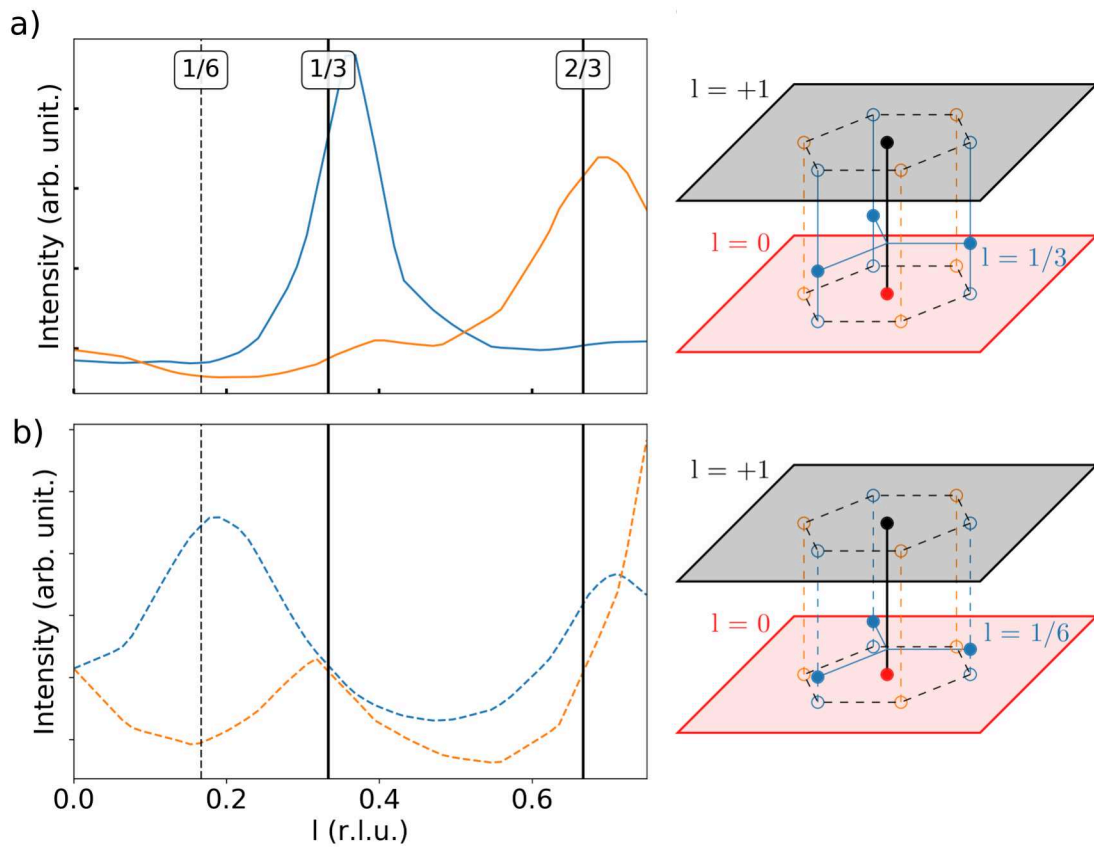 a)
Intensity (arb. unit.)
1/6
1/3
2/3
l = +1
l = 0
l = 1/3
b)
Intensity (arb. unit.)
0.0
0.2
0.4
0.6
l (r.l.u.)
l = +1
l = 0
l = 1/6